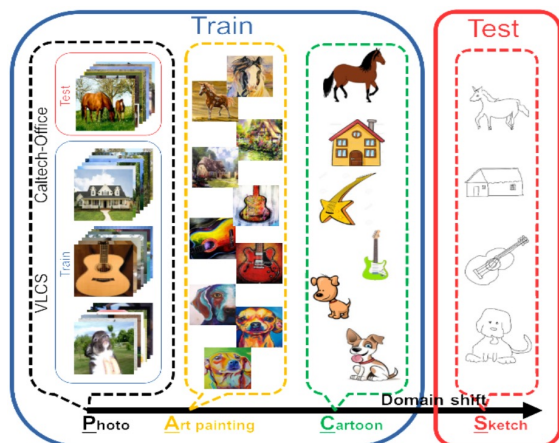 Train
Test
Caltech-Office
VLCS
Test
Train
Domain shift
Photo
Art painting
Cartoon
Sketch